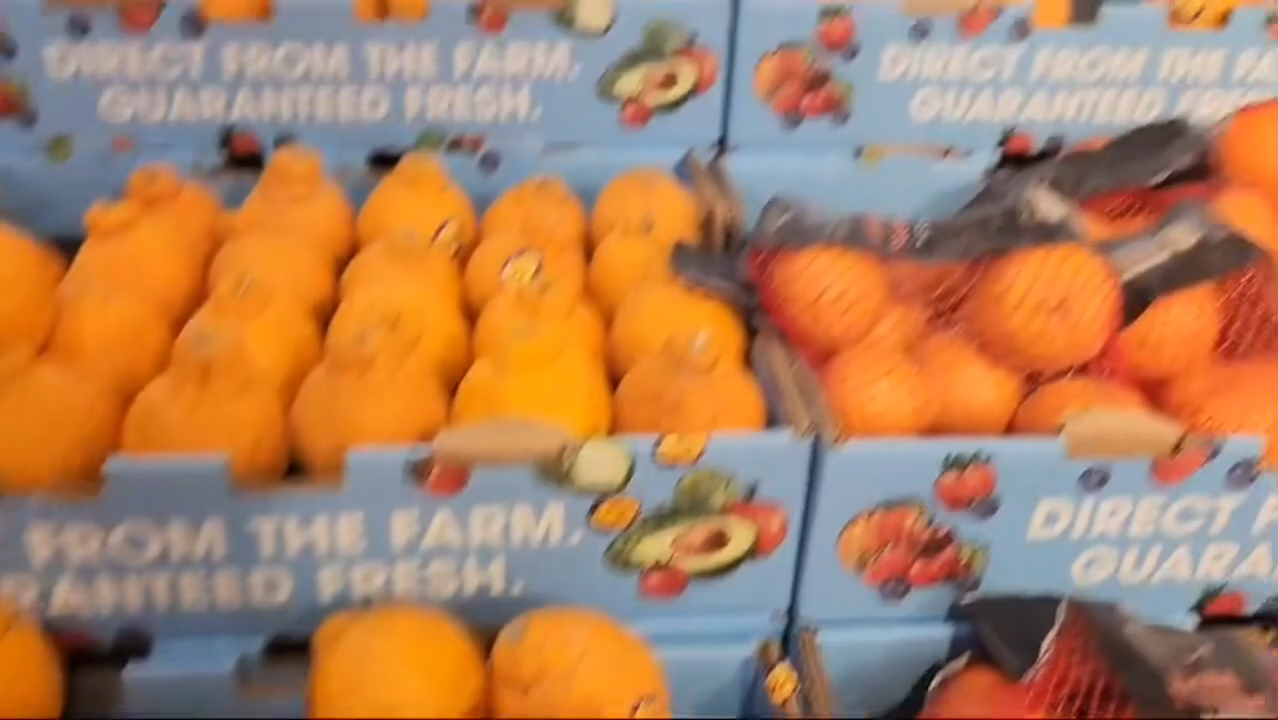 DIRECT FROM THE FARM.
GUARANTEED FRESH.
DIRECT FROM THE FA
GUARANTEED FRES
FROM THE FARM.
RANTEED FRESH.
DIRECT F
GUARA